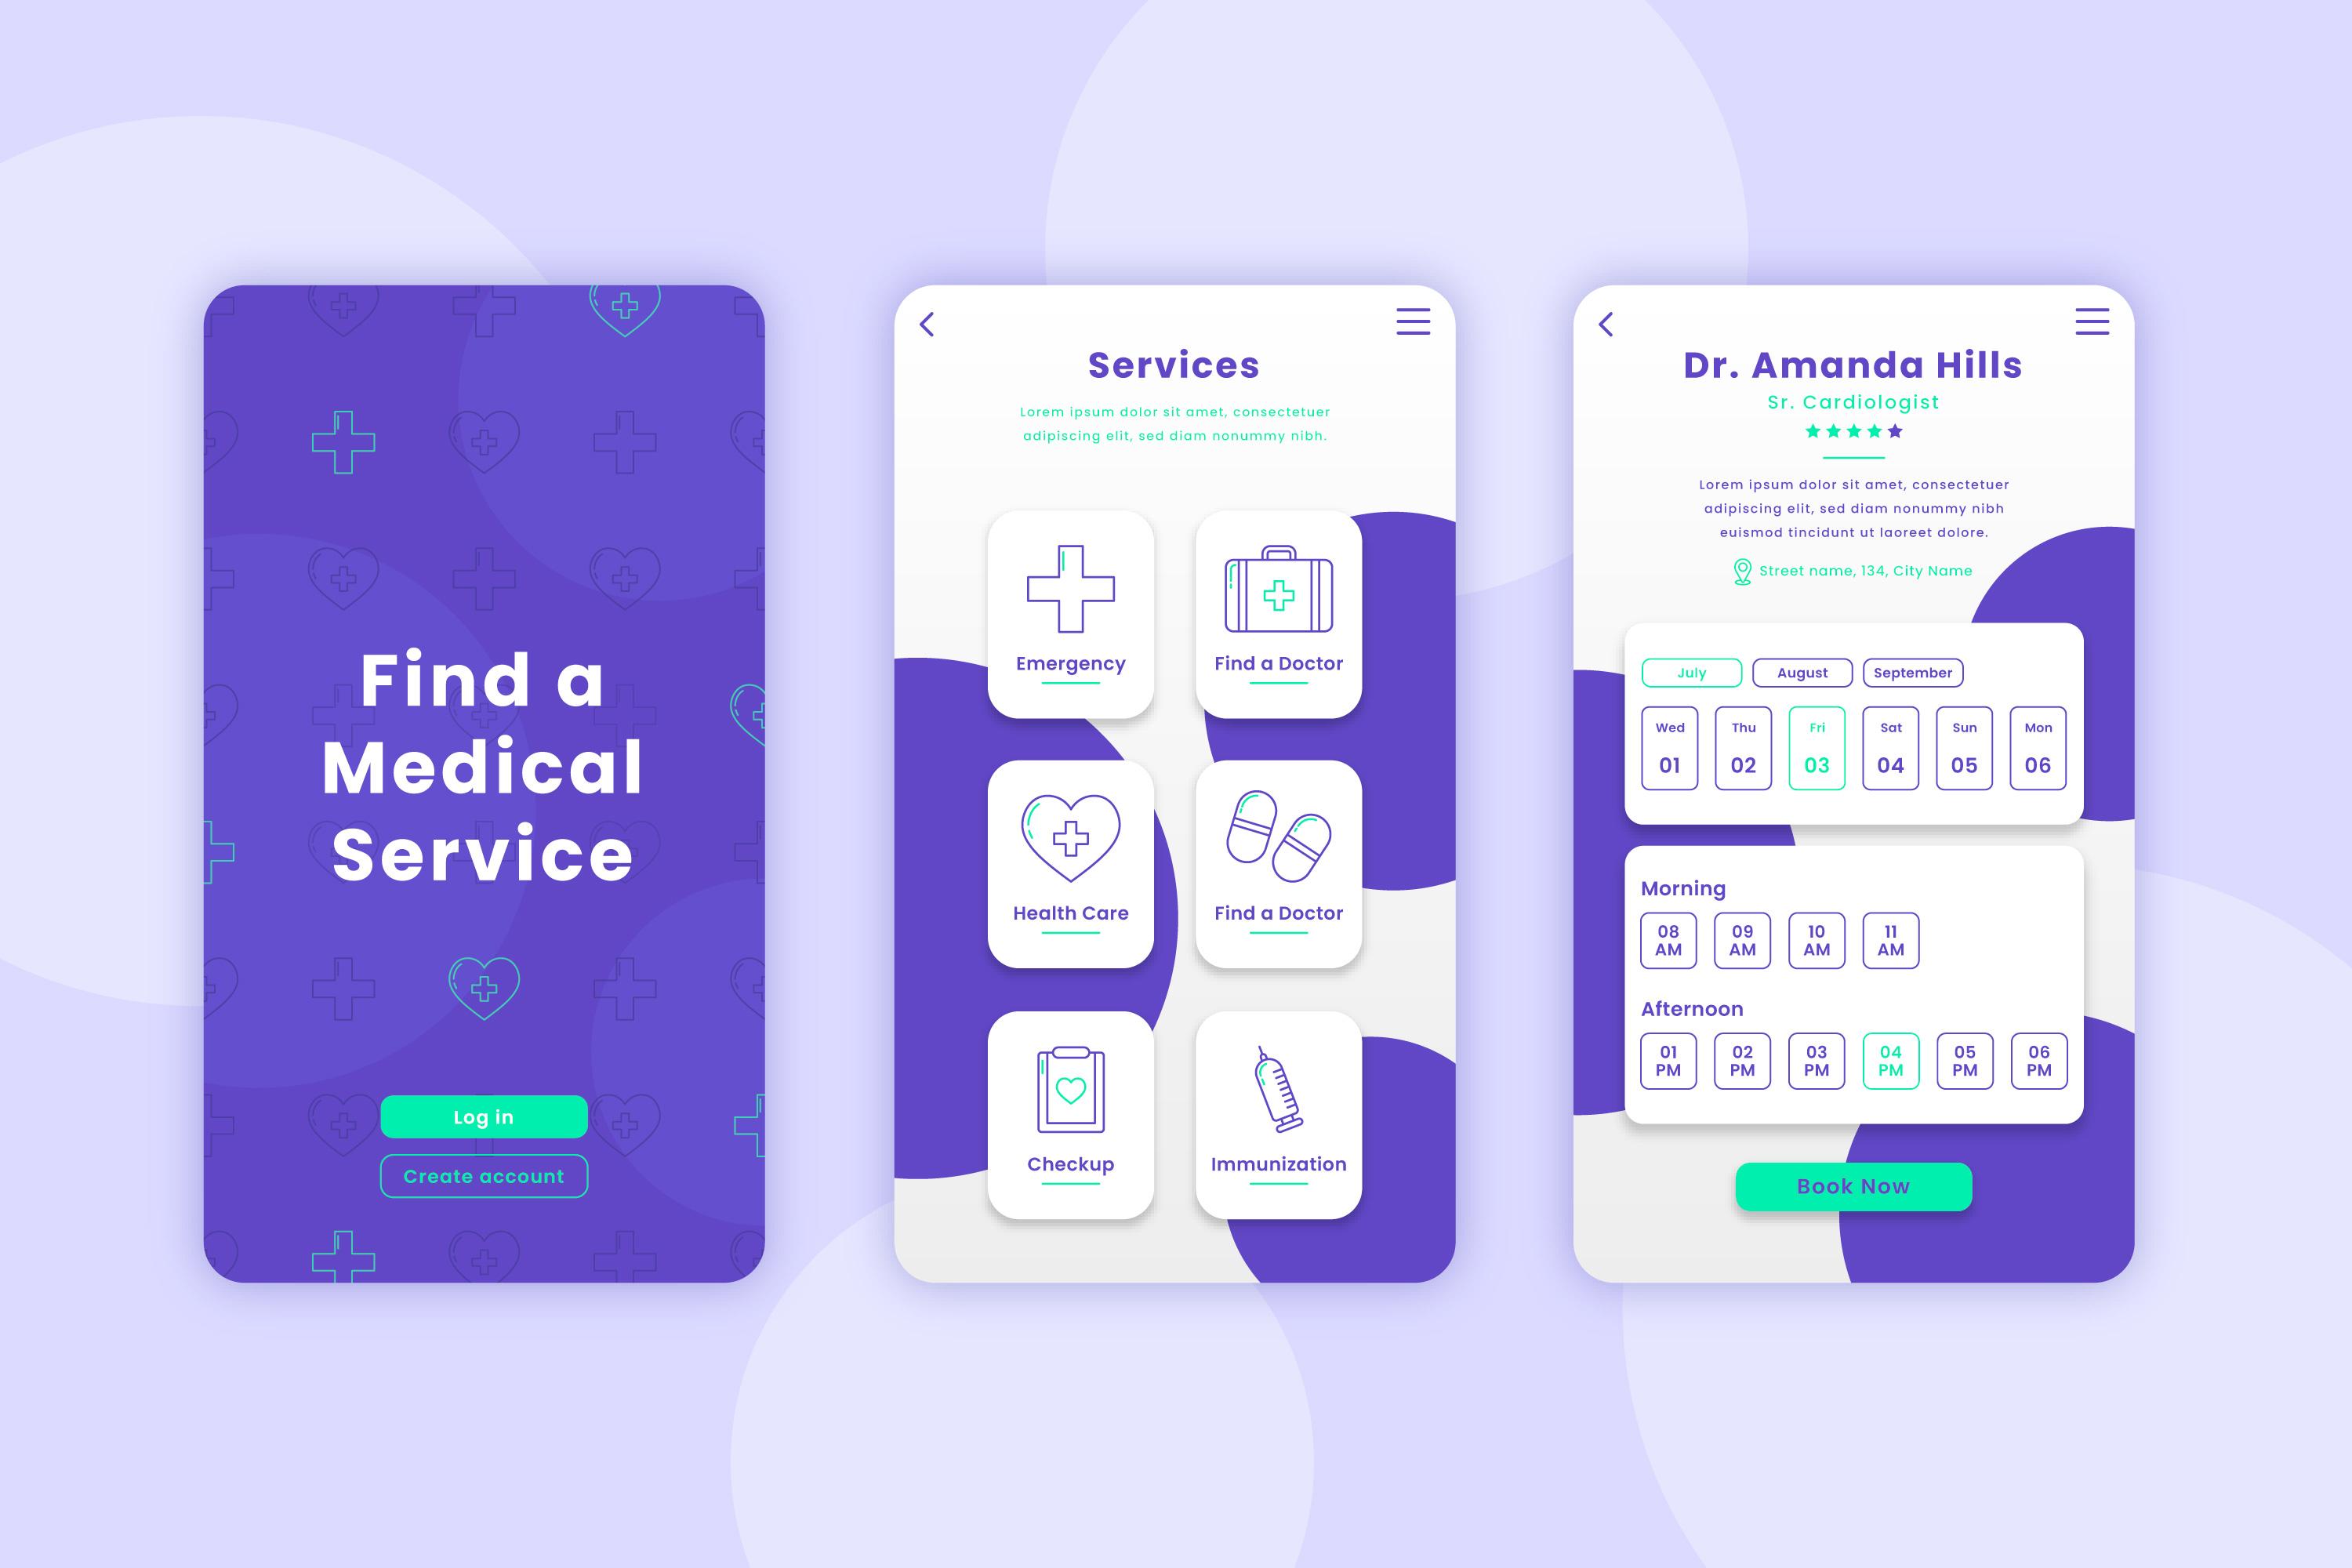 Find a
Medical
Service
Log in
Create account
Services
Lorem ipsum dolor sit amet, consectetuer
adipiscing elit, sed diam nonummy nibh.
Emergency
Find a Doctor
Health Care
Find a Doctor
Checkup
Immunization
Dr. Amanda Hills
Sr. Cardiologist
Lorem ipsum dolor sit amet, consectetuer
adipiscing elit, sed diam nonummy nibh
euismod tincidunt ut laoreet dolore.
Street name, 134, City Name
July August September
Wed Thu Fri Sat Sun Mon
01 02 03 04 05 06
Morning
08 09 10 11
AM AM AM AM
Afternoon
01 02 03 04 05 06
PM PM PM PM PM PM
Book Now